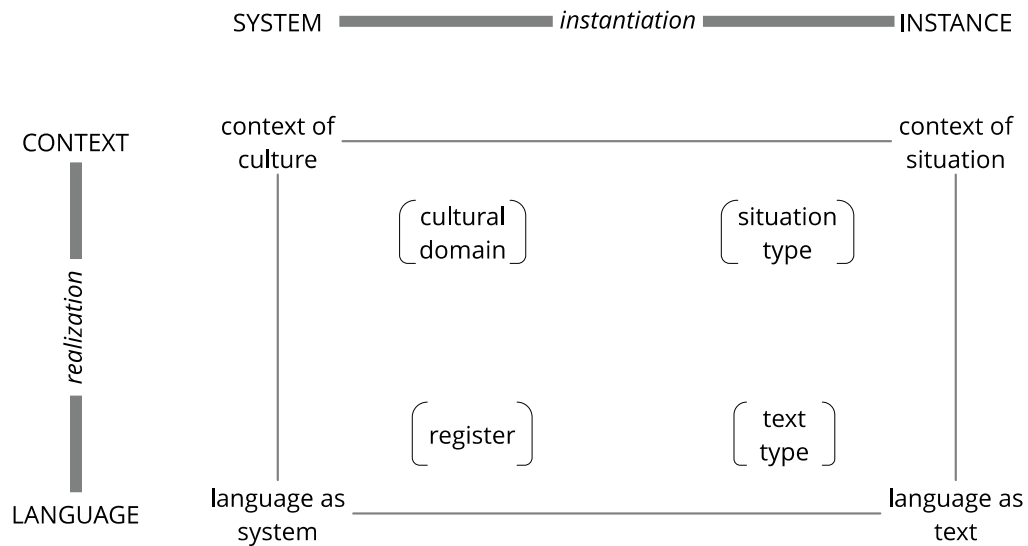 SYSTEM instantiation INSTANCE
CONTEXT
context of
culture
context of
situation
cultural
domain
situation
type
realization
register
text
type
LANGUAGE
language as
system
language as
text